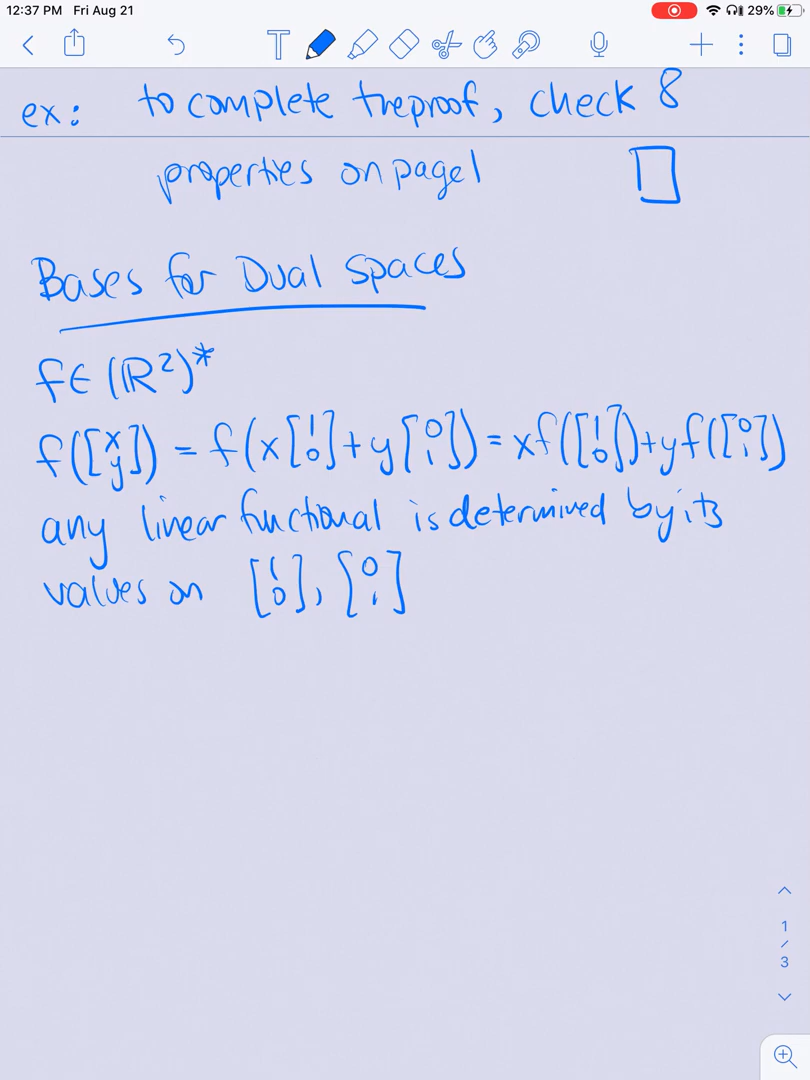 12:37 PM Fri Aug 21 29%
T
ex: to complete the proof, check 8
properties on page 1
Bases for Dual Spaces
f∈(ℝ²)*
f([x y]) = f(x[1 0]+y[0 1]) = xf([1 0])+yf([0 1])
any linear fuctional is determined by its
values on [1 0], [0 1]
1
/
3